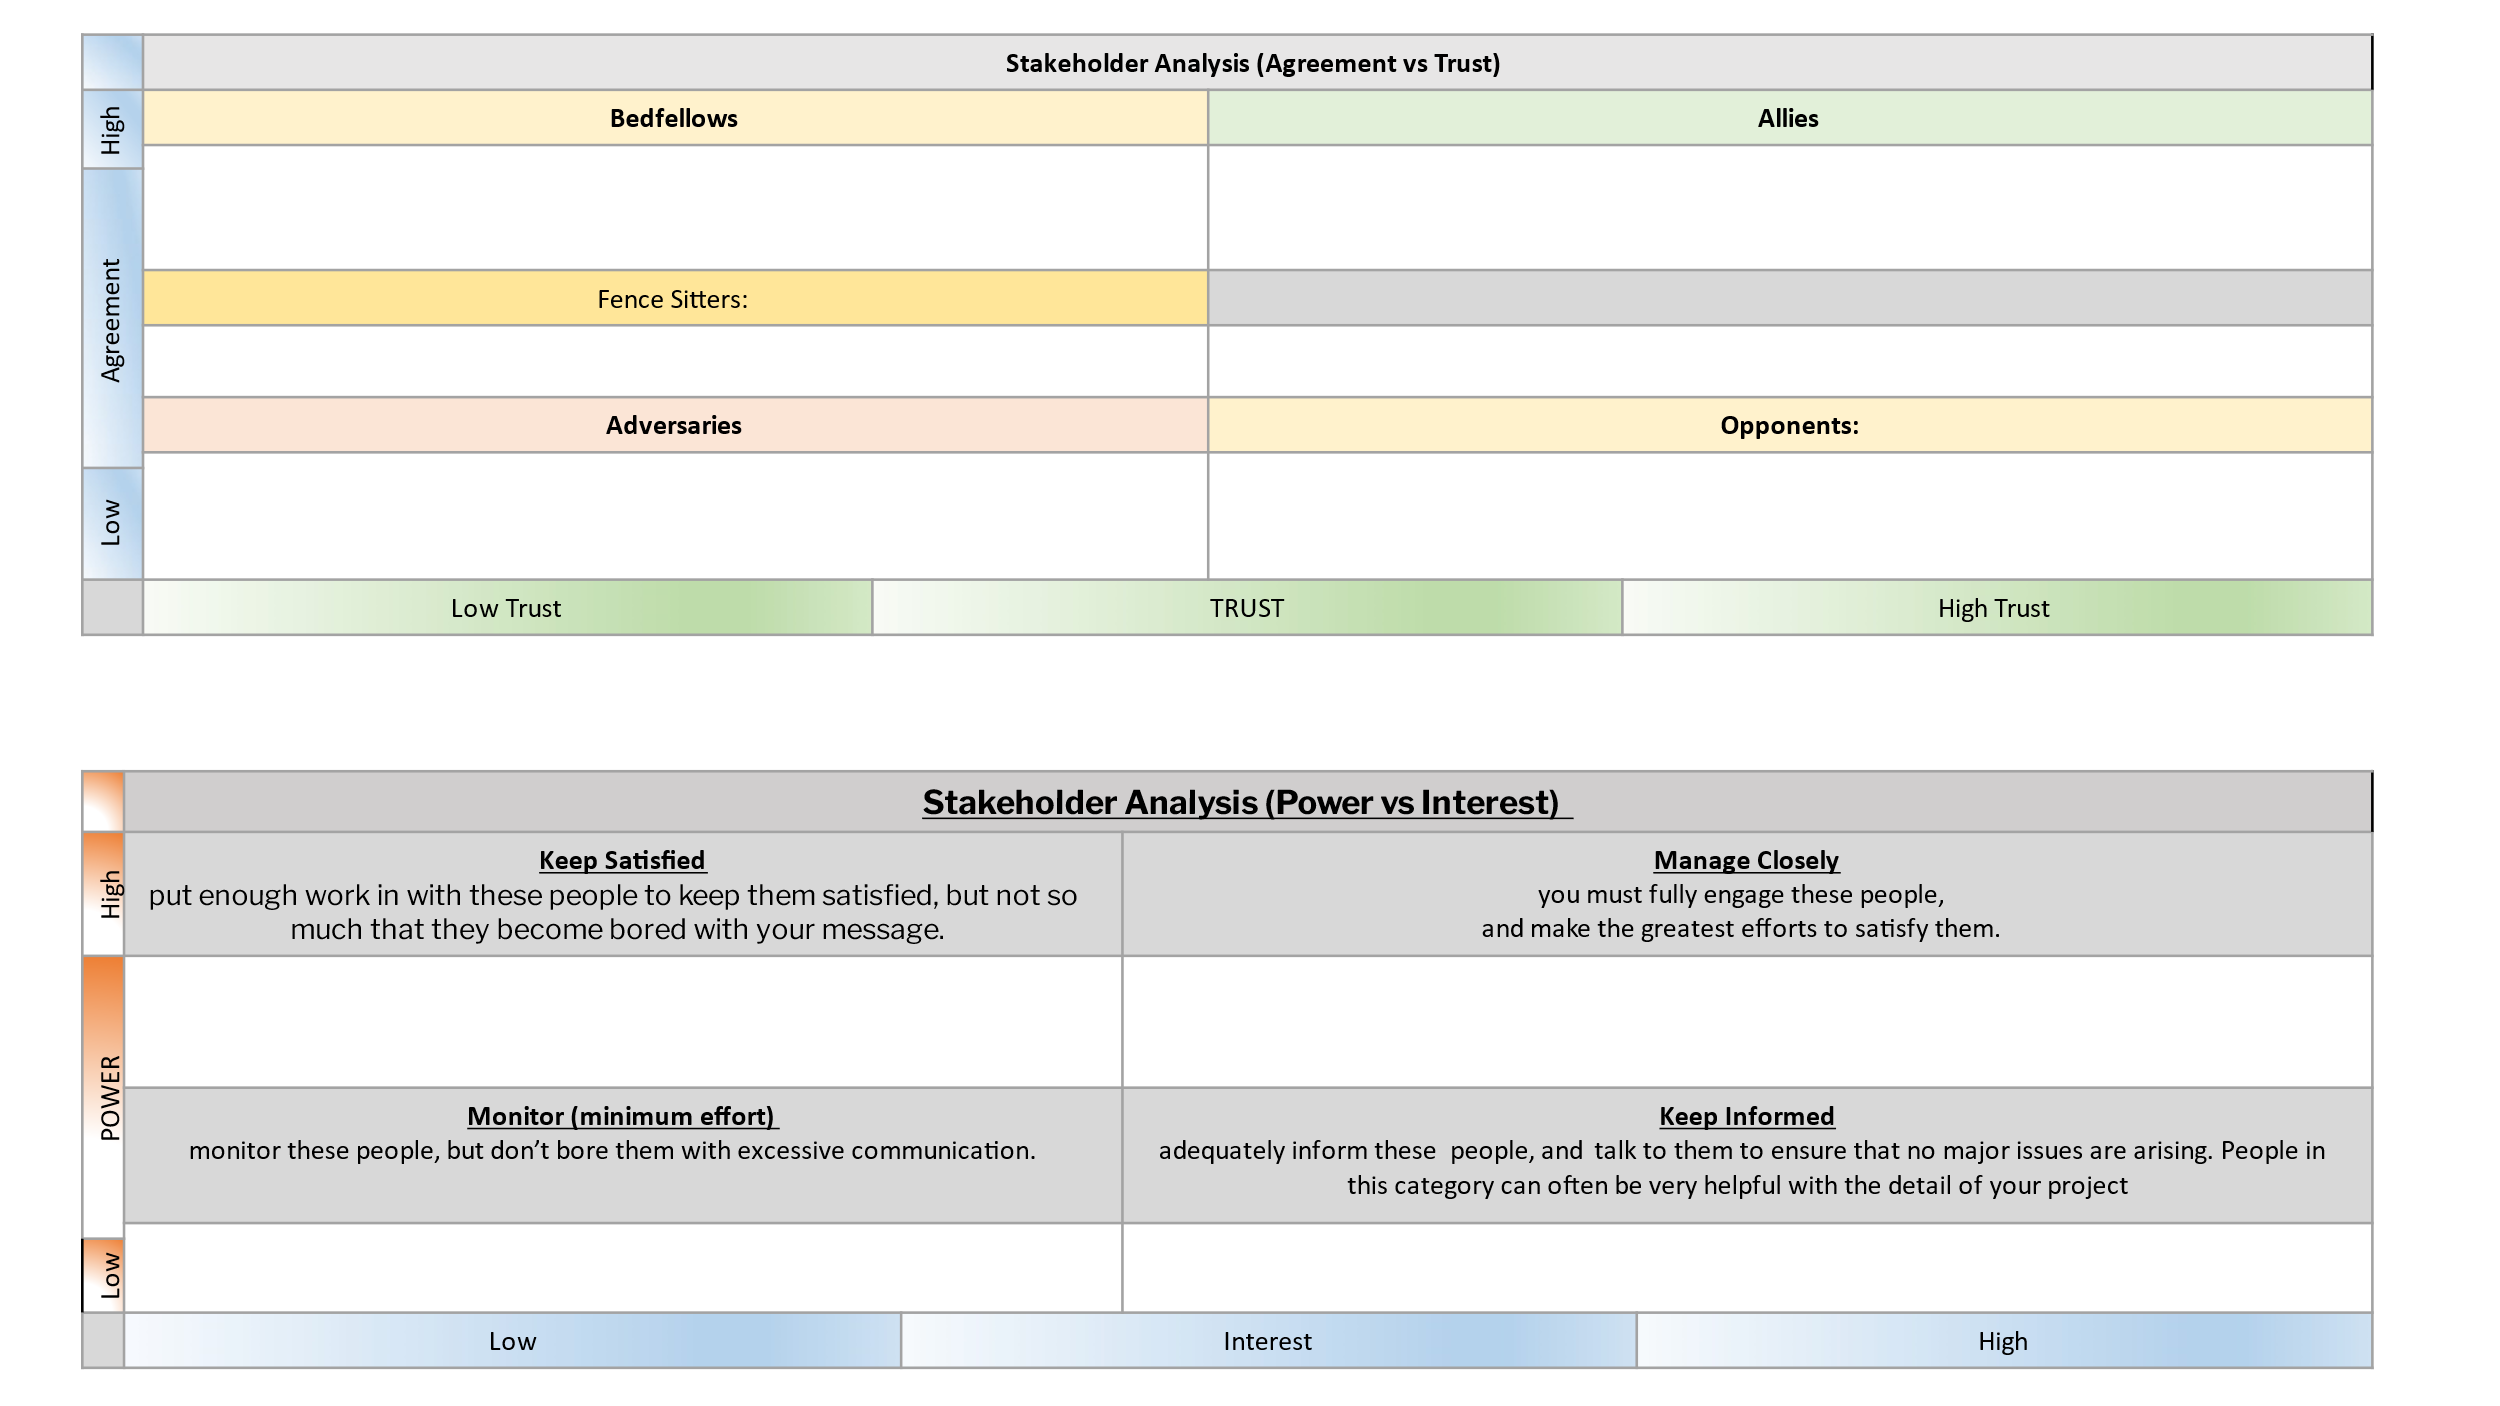 Stakeholder Analysis (Agreement vs Trust)
High
Bedfellows
Allies
Agreement
Fence Sitters:
Adversaries
Opponents:
Low
Low Trust
TRUST
High Trust
Stakeholder Analysis (Power vs Interest)
High
Keep Satisfied
put enough work in with these people to keep them satisfied, but not so
much that they become bored with your message.
Manage Closely
you must fully engage these people,
and make the greatest efforts to satisfy them.
POWER
Monitor (minimum effort)
monitor these people, but don’t bore them with excessive communication.
Keep Informed
adequately inform these  people, and  talk to them to ensure that no major issues are arising. People in
this category can often be very helpful with the detail of your project
Low
Low
Interest
High